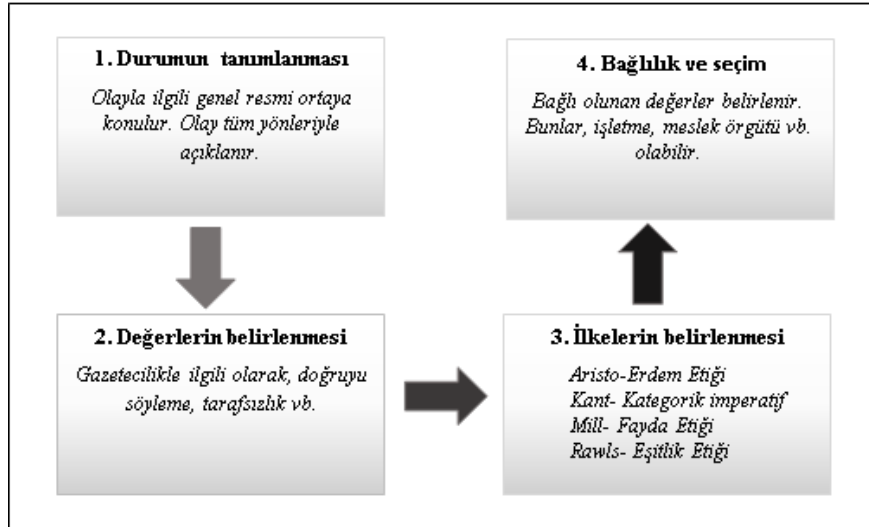 1. Durumun tanımlanması
Olayla ilgili genel resmi ortaya
konulur. Olay tüm yönleriyle
açıklanır.
2. Değerlerin belirlenmesi
Gazetecilikle ilgili olarak, doğruyu
söyleme, tarafsızlık vb.
3. İlkelerin belirlenmesi
Aristo-Erdem Etiği
Kant- Kategorik imperatif
Mill- Fayda Etiği
Rawls- Eşitlik Etiği
4. Bağlılık ve seçim
Bağlı olunan değerler belirlenir.
Bunlar, işletme, meslek örgütü vb.
olabilir.